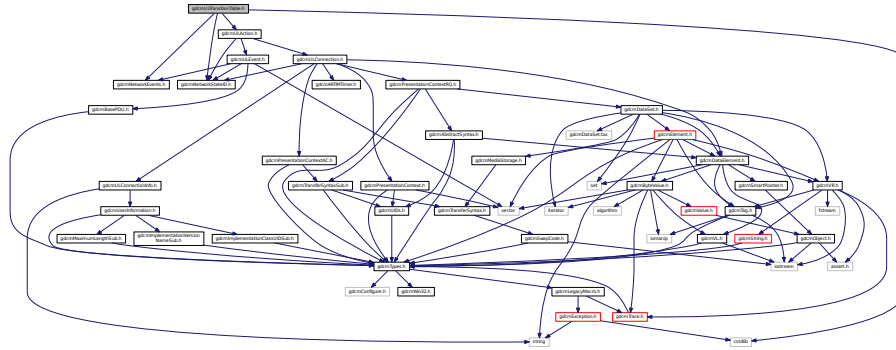 gdcmULTransitionTable.h
gdcmULAction.h
gdcmULEvent.h
gdcmULConnection.h
gdcmNetworkEvents.h
gdcmNetworkStateID.h
gdcmARTIMTimer.h
gdcmPresentationContextRQ.h
gdcmBasePDU.h
gdcmDataSet.h
gdcmAbstractSyntax.h
gdcmDataSet.txx
gdcmElement.h
gdcmPresentationContextAC.h
gdcmMediaStorage.h
gdcmDataElement.h
gdcmULConnectionInfo.h
gdcmTransferSyntaxSub.h
gdcmPresentationContext.h
set
gdcmByteValue.h
gdcmSmartPointer.h
gdcmVR.h
gdcmUserInformation.h
gdcmUIDs.h
gdcmTransferSyntax.h
vector
iterator
algorithm
gdcmValue.h
gdcmTag.h
fstream
gdcmMaximumLengthSub.h
gdcmImplementationVersion
NameSub.h
gdcmImplementationClassUIDSub.h
gdcmSwapCode.h
iomanip
gdcmVL.h
gdcmString.h
gdcmObject.h
gdcmTypes.h
iostream
assert.h
gdcmConfigure.h
gdcmWin32.h
gdcmLegacyMacro.h
gdcmException.h
gdcmTrace.h
string
cstdlib